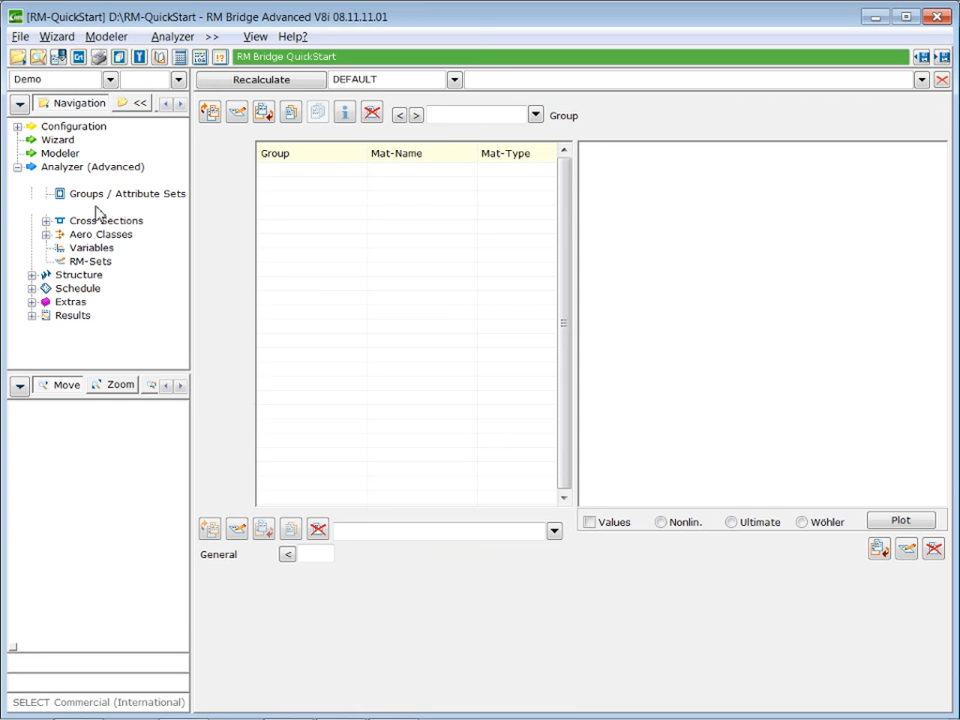 [RM-QuickStart] D:\RM-QuickStart - RM Bridge Advanced V8i 08.11.11.01
File Wizard Modeler Analyzer >> View Help?
RM Bridge QuickStart
Demo Recalculate DEFAULT
Navigation <<
< > Group
Configuration
Wizard
Modeler
Analyzer (Advanced)
Groups / Attribute Sets
Cross Sections
Aero Classes
Variables
RM-Sets
Structure
Schedule
Extras
Results
Group Mat-Name Mat-Type
Move Zoom
Values Nonlin. Ultimate Wöhler Plot
General <
SELECT Commercial (International)